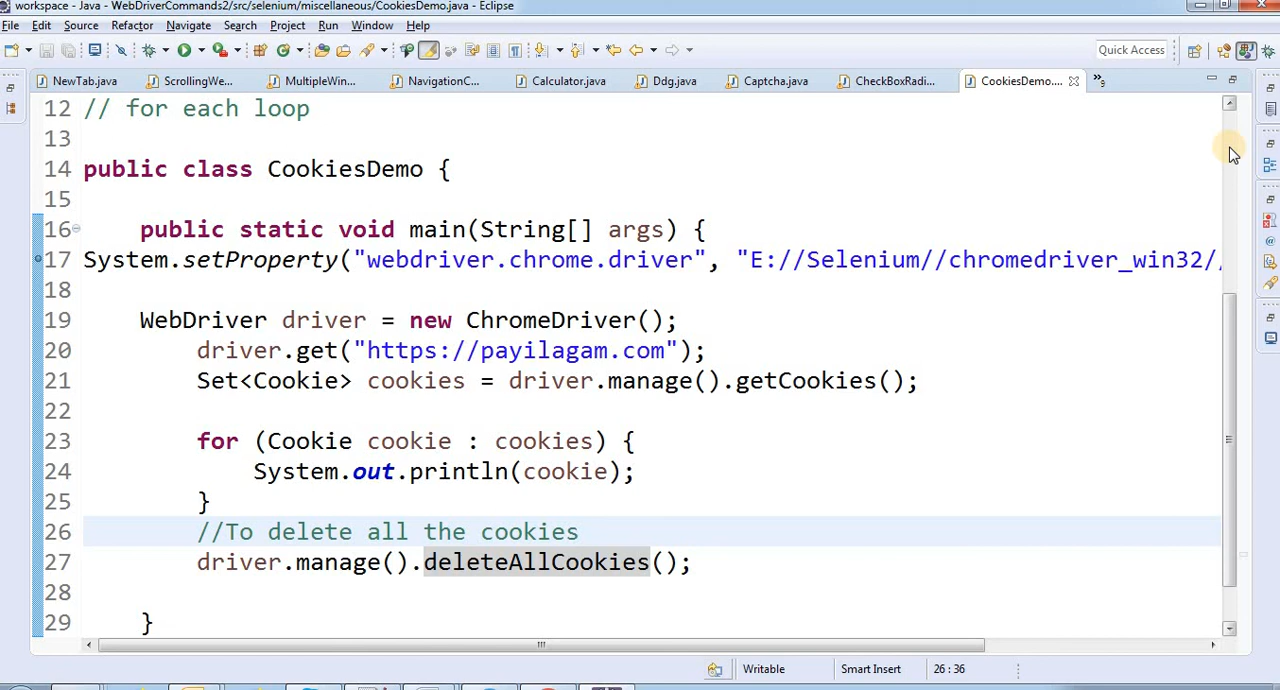 workspace - Java - WebDriverCommands2/src/selenium/miscellaneous/CookiesDemo.java - Eclipse
File Edit Source Refactor Navigate Search Project Run Window Help
Quick Access
NewTab.java ScrollingWe... MultipleWin... NavigationC... Calculator.java Ddg.java Captcha.java CheckBoxRadi... CookiesDemo.... »9
12 // for each loop
13
14 public class CookiesDemo {
15
16 public static void main(String[] args) {
17 System.setProperty("webdriver.chrome.driver", "E://Selenium//chromedriver_win32/
18
19 WebDriver driver = new ChromeDriver();
20 driver.get("https://payilagam.com");
21 Set<Cookie> cookies = driver.manage().getCookies();
22
23 for (Cookie cookie : cookies) {
24 System.out.println(cookie);
25 }
26 //To delete all the cookies
27 driver.manage().deleteAllCookies();
28
29 }
Writable Smart Insert 26 : 36